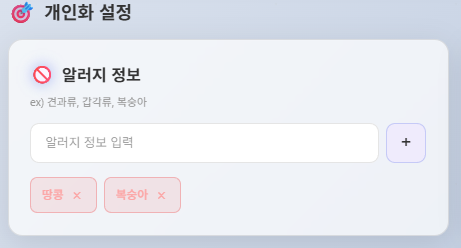 개인화 설정
알러지 정보
ex) 견과류, 갑각류, 복숭아
알러지 정보 입력
+
땅콩 × 복숭아 ×